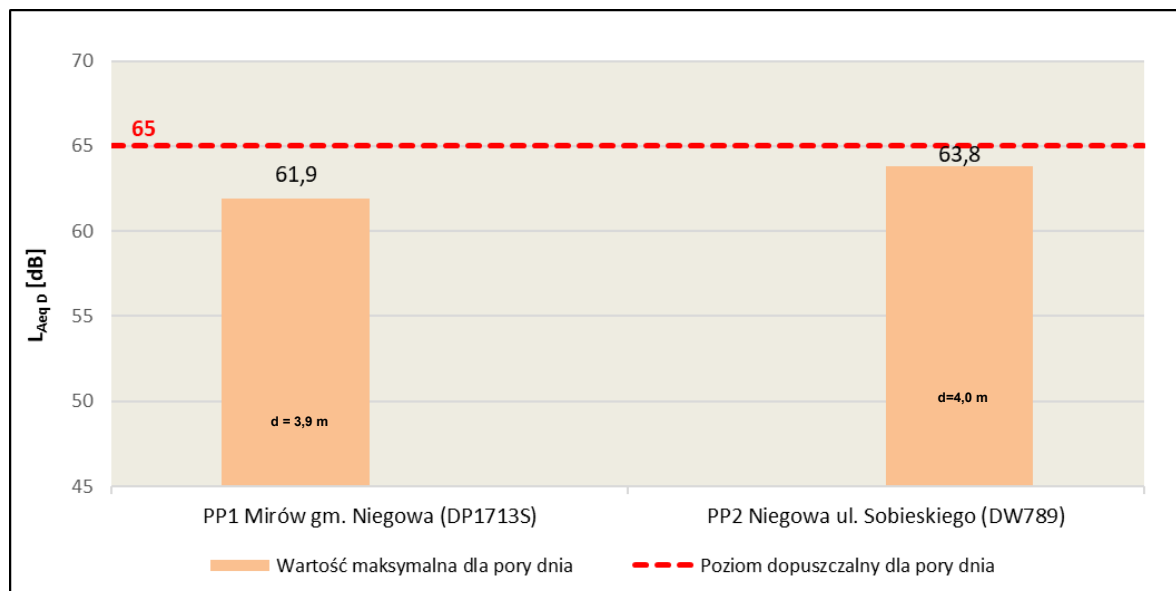 70
65
65
61,9
63,8
60
55
50
45
L Aeq D [dB]
d = 3,9 m
d=4,0 m
PP1 Mirów gm. Niegowa (DP1713S)
PP2 Niegowa ul. Sobieskiego (DW789)
Wartość maksymalna dla pory dnia
Poziom dopuszczalny dla pory dnia